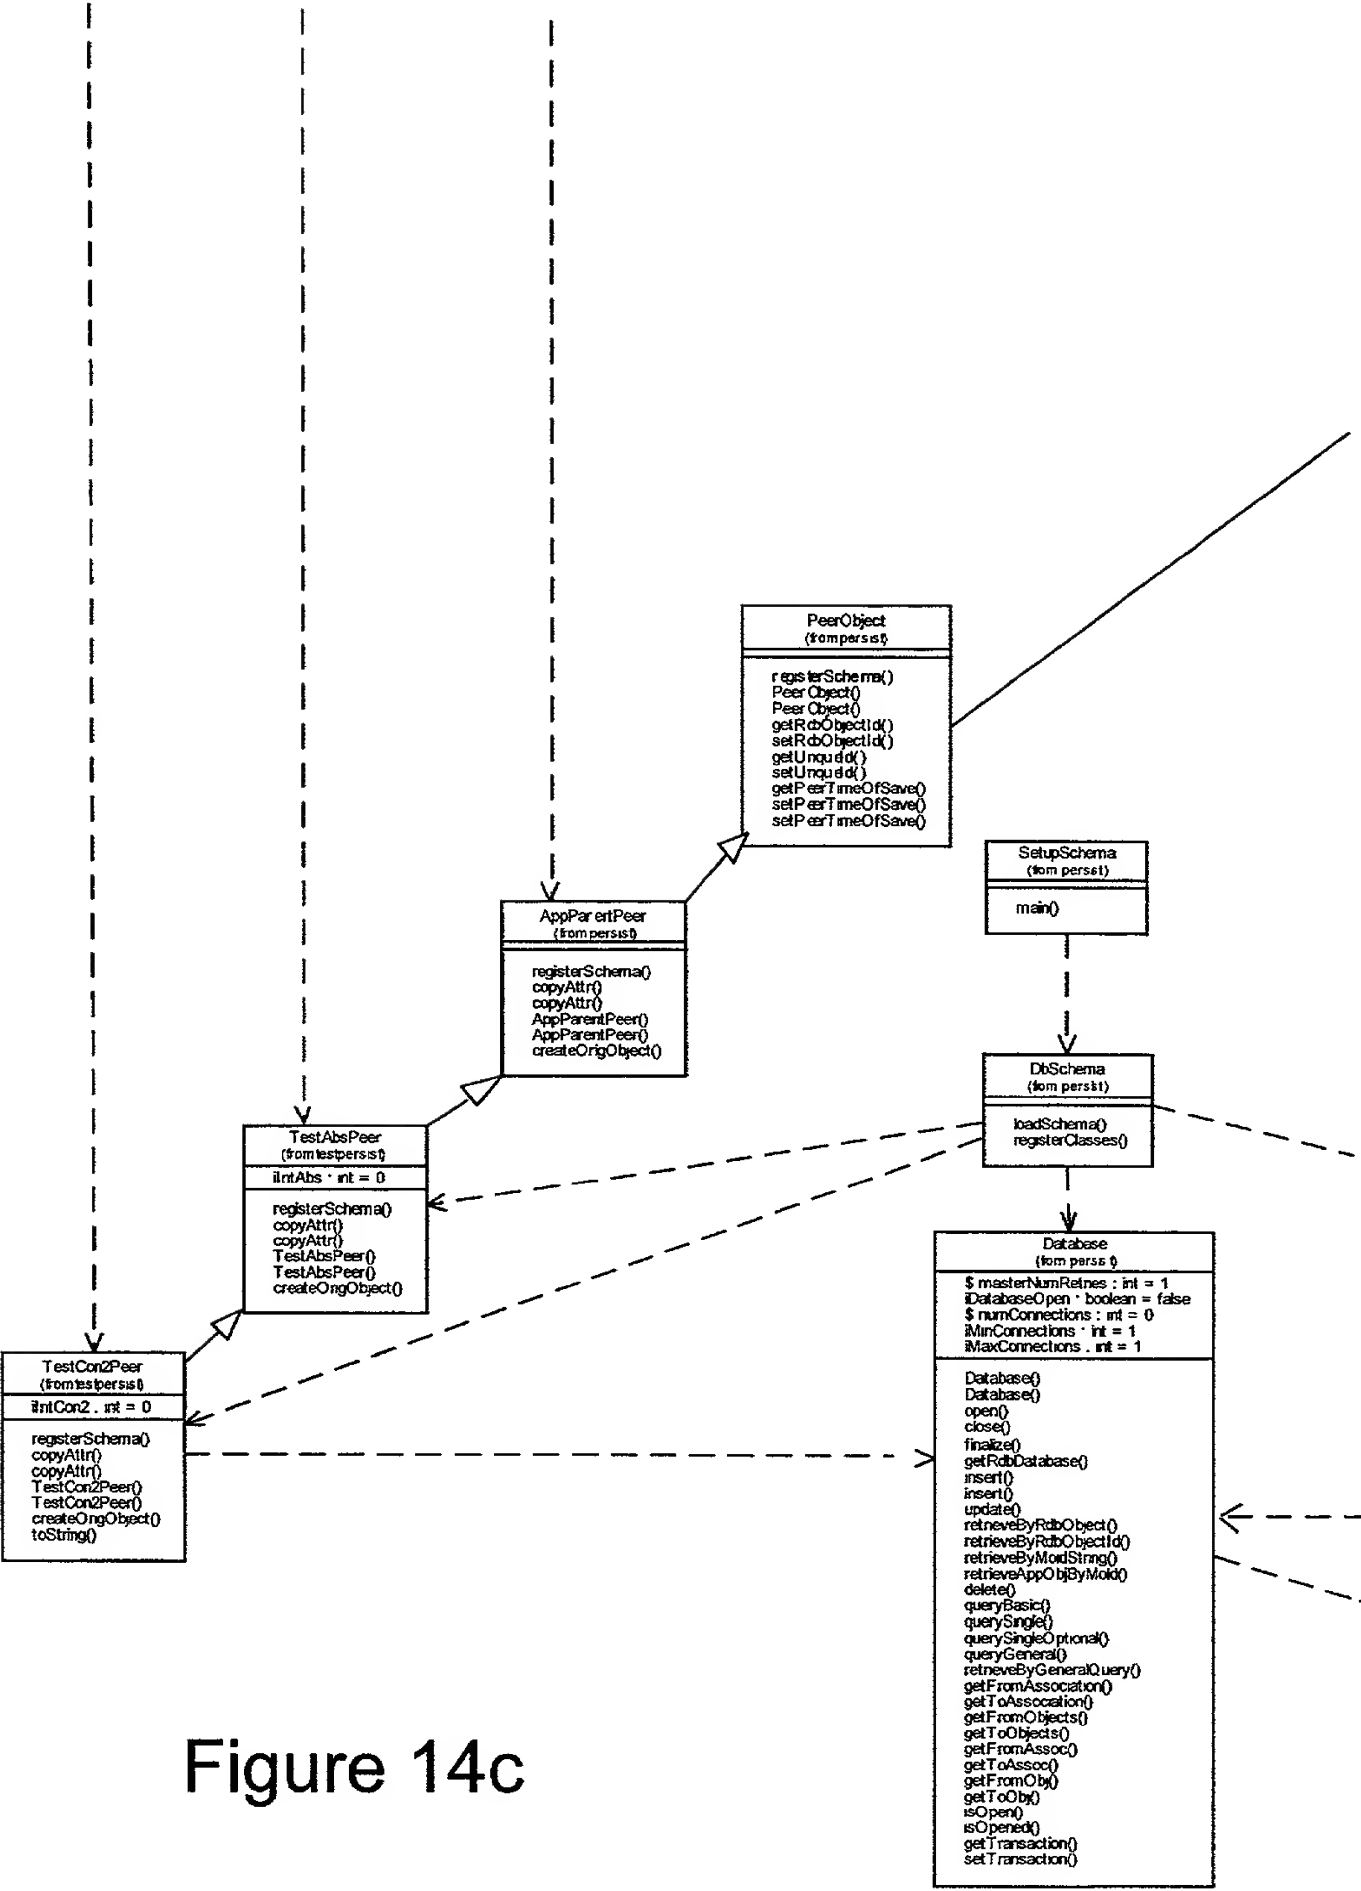 PeerObject
(from persist)
registerSchema()
PeerObject()
PeerObject()
getRdbObjectId()
setRdbObjectId()
getUniqueId()
setUniqueId()
getPeerTimeOfSave()
setPeerTimeOfSave()
setPeerTimeOfSave()
SetupSchema
(from persist)
main()
AppParentPeer
(from persist)
registerSchema()
copyAttr()
copyAttr()
AppParentPeer()
AppParentPeer()
createOrigObject()
DbSchema
(from persist)
loadSchema()
registerClasses()
TestAbsPeer
(from testpersist)
iIntAbs : int = 0
registerSchema()
copyAttr()
copyAttr()
TestAbsPeer()
TestAbsPeer()
createOrigObject()
Database
(from persist)
$ masterNumRetries : int = 1
iDatabaseOpen : boolean = false
$ numConnections : int = 0
iMinConnections : int = 1
iMaxConnections : int = 1
Database()
Database()
open()
close()
finalize()
getRdbDatabase()
insert()
insert()
update()
retrieveByRdbObject()
retrieveByRdbObjectId()
retrieveByMoidString()
retrieveAppObjByMoId()
delete()
queryBasic()
querySingle()
querySingleOptional()
queryGeneral()
retrieveByGeneralQuery()
getFromAssociation()
getToAssociation()
getFromObjects()
getToObjects()
getFromAssoc()
getToAssoc()
getFromObj()
getToObj()
isOpen()
isOpened()
getTransaction()
setTransaction()
TestCon2Peer
(from testpersist)
iIntCon2 : int = 0
registerSchema()
copyAttr()
copyAttr()
TestCon2Peer()
TestCon2Peer()
createOrigObject()
toString()
Figure 14c